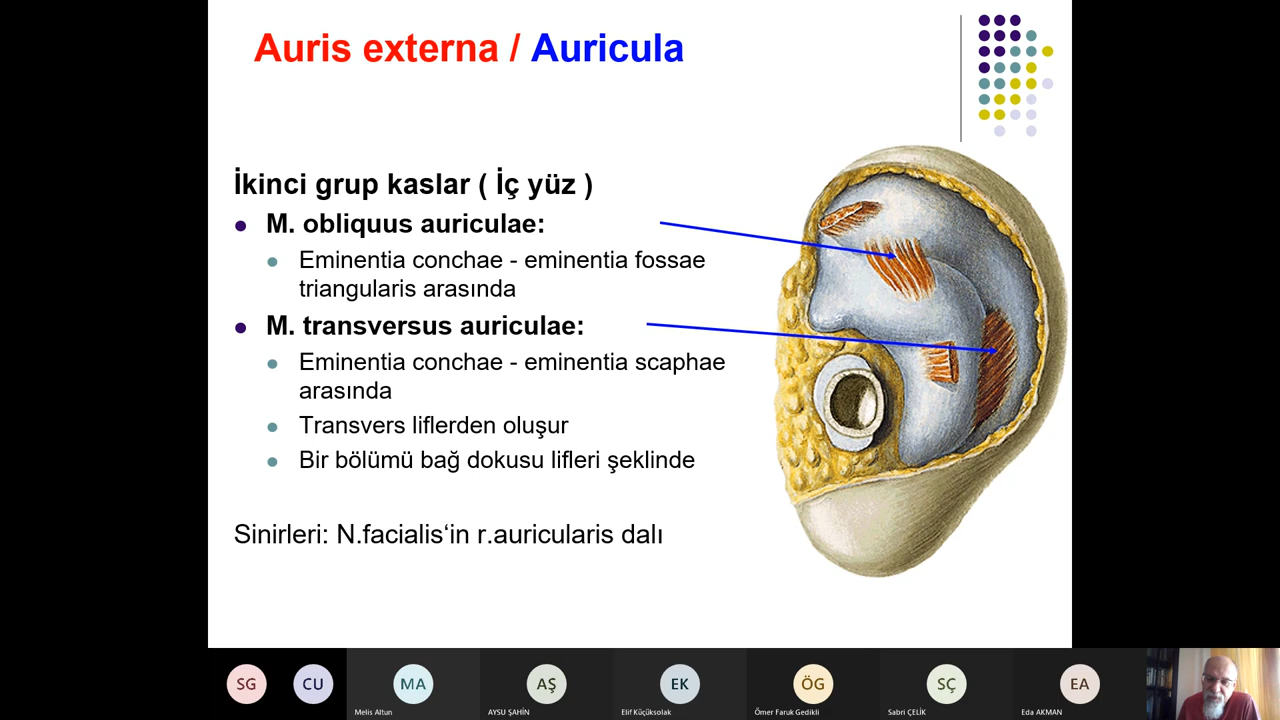 Auris externa / Auricula
İkinci grup kaslar ( İç yüz )
M. obliquus auriculae:
Eminentia conchae - eminentia fossae
triangularis arasında
M. transversus auriculae:
Eminentia conchae - eminentia scaphae
arasında
Transvers liflerden oluşur
Bir bölümü bağ dokusu lifleri şeklinde
Sinirleri: N.facialis‘in r.auricularis dalı
SG
CU
MA
AŞ
EK
ÖG
SÇ
EA
Melis Altun
AYSU ŞAHİN
Elif Küçüksolak
Ömer Faruk Gedikli
Sabri ÇELİK
Eda AKMAN